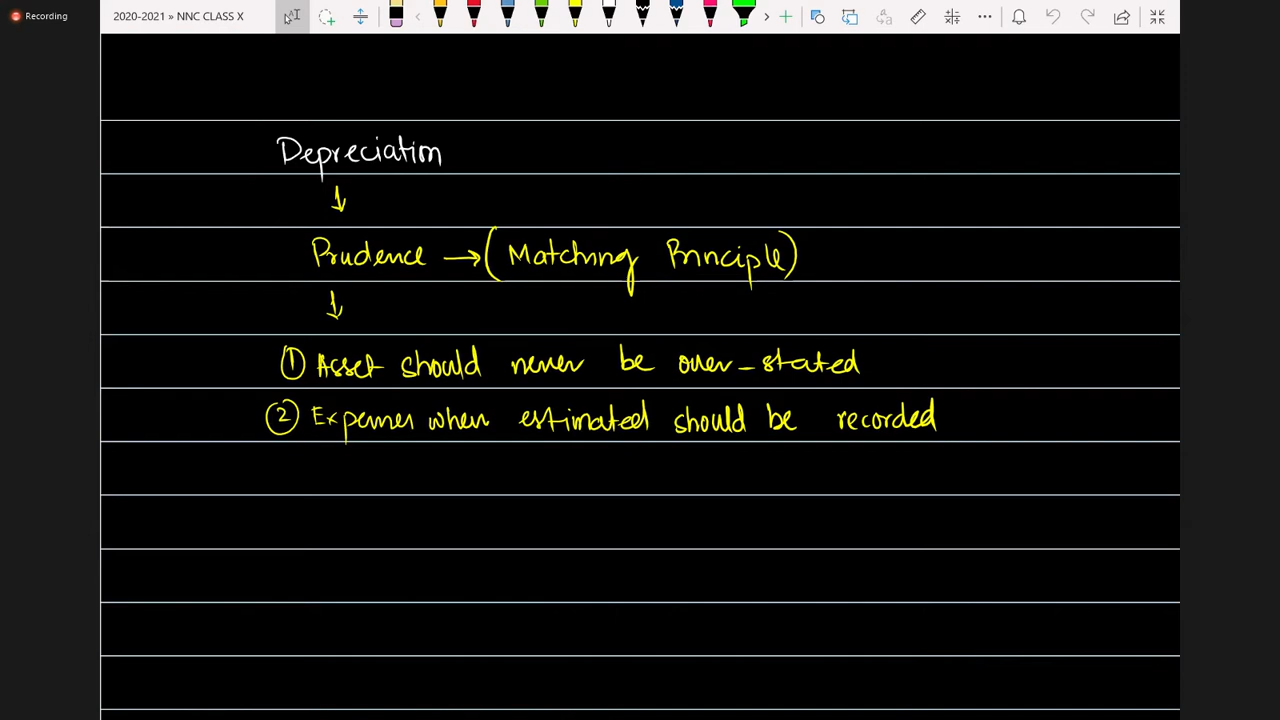 Recording
2020-2021 » NNC CLASS X
Depreciation
↓
Prudence → (Matching Principle)
↓
① Asset should never be over-stated
② Expenses when estimated should be recorded